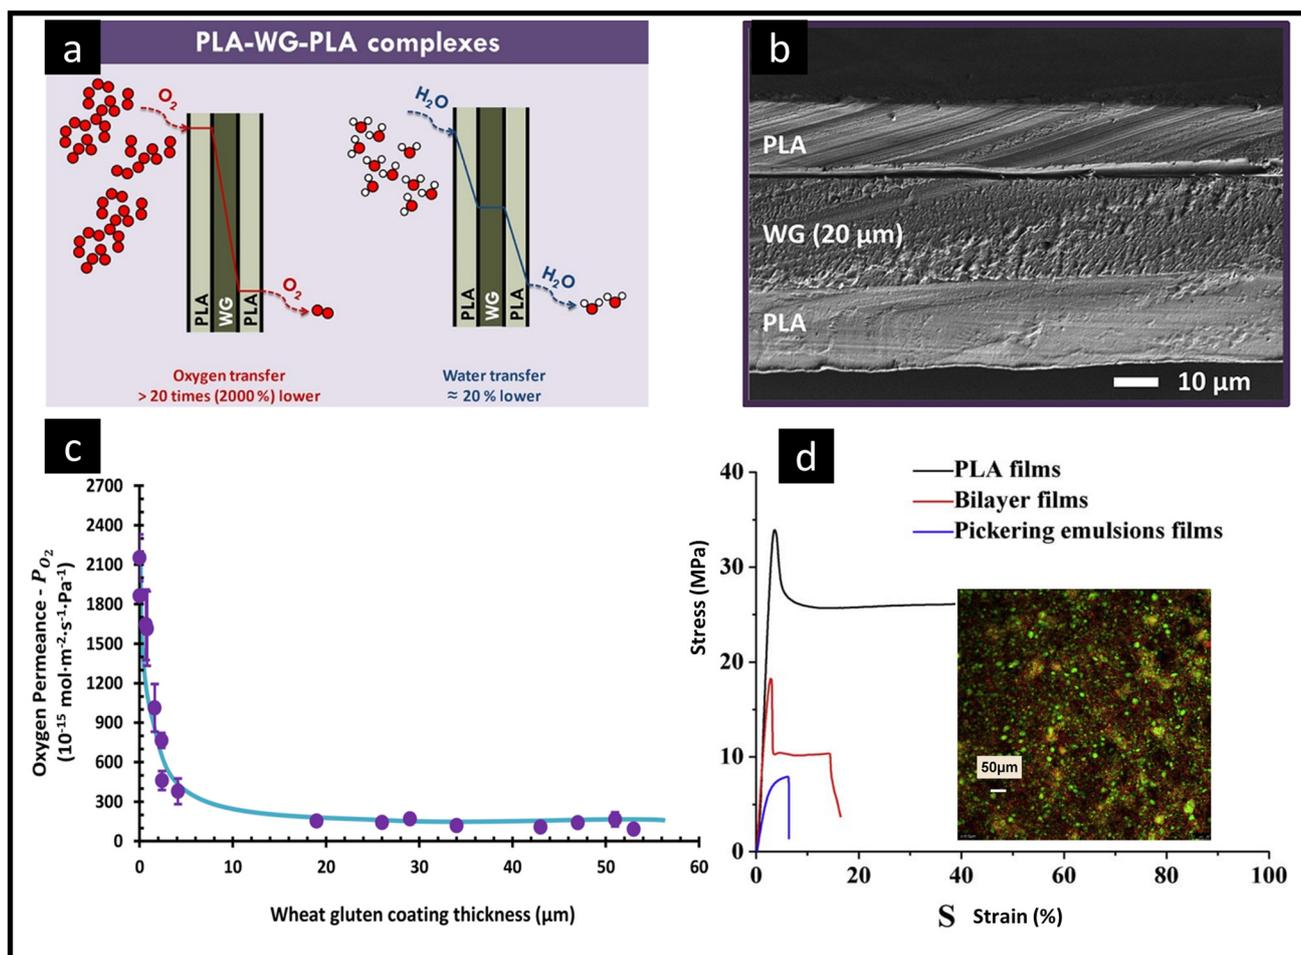 a
PLA-WG-PLA complexes
O2
H2O
PLA
WG
PLA
O2
PLA
WG
PLA
H2O
Oxygen transfer
> 20 times (2000 %) lower
Water transfer
≈ 20 % lower
b
PLA
WG (20 µm)
PLA
10 µm
c
Oxygen Permeance - P_O2
(10⁻¹⁵ mol·m⁻²·s⁻¹·Pa⁻¹)
2700
2400
2100
1800
1500
1200
900
600
300
0
0 10 20 30 40 50 60
Wheat gluten coating thickness (µm)
d
PLA films
Bilayer films
Pickering emulsions films
Stress (MPa)
40
30
20
10
0
50µm
0 20 40 60 80 100
S Strain (%)